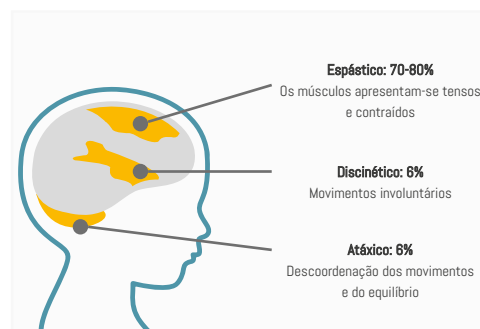 Espástico: 70-80%
Os músculos apresentam-se tensos
e contraídos
Discinético: 6%
Movimentos involuntários
Atáxico: 6%
Descoordenação dos movimentos
e do equilíbrio